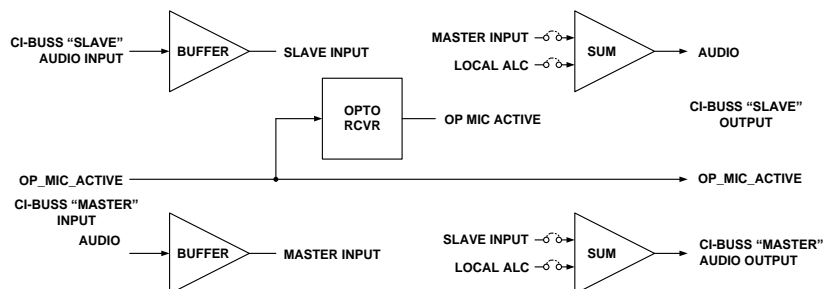 CI-BUSS “SLAVE”
AUDIO INPUT
BUFFER
SLAVE INPUT
MASTER INPUT
LOCAL ALC
SUM
AUDIO
OPTO
RCVR
OP MIC ACTIVE
CI-BUSS “SLAVE”
OUTPUT
OP_MIC_ACTIVE
OP_MIC_ACTIVE
CI-BUSS “MASTER”
INPUT
AUDIO
BUFFER
MASTER INPUT
SLAVE INPUT
LOCAL ALC
SUM
CI-BUSS “MASTER”
AUDIO OUTPUT